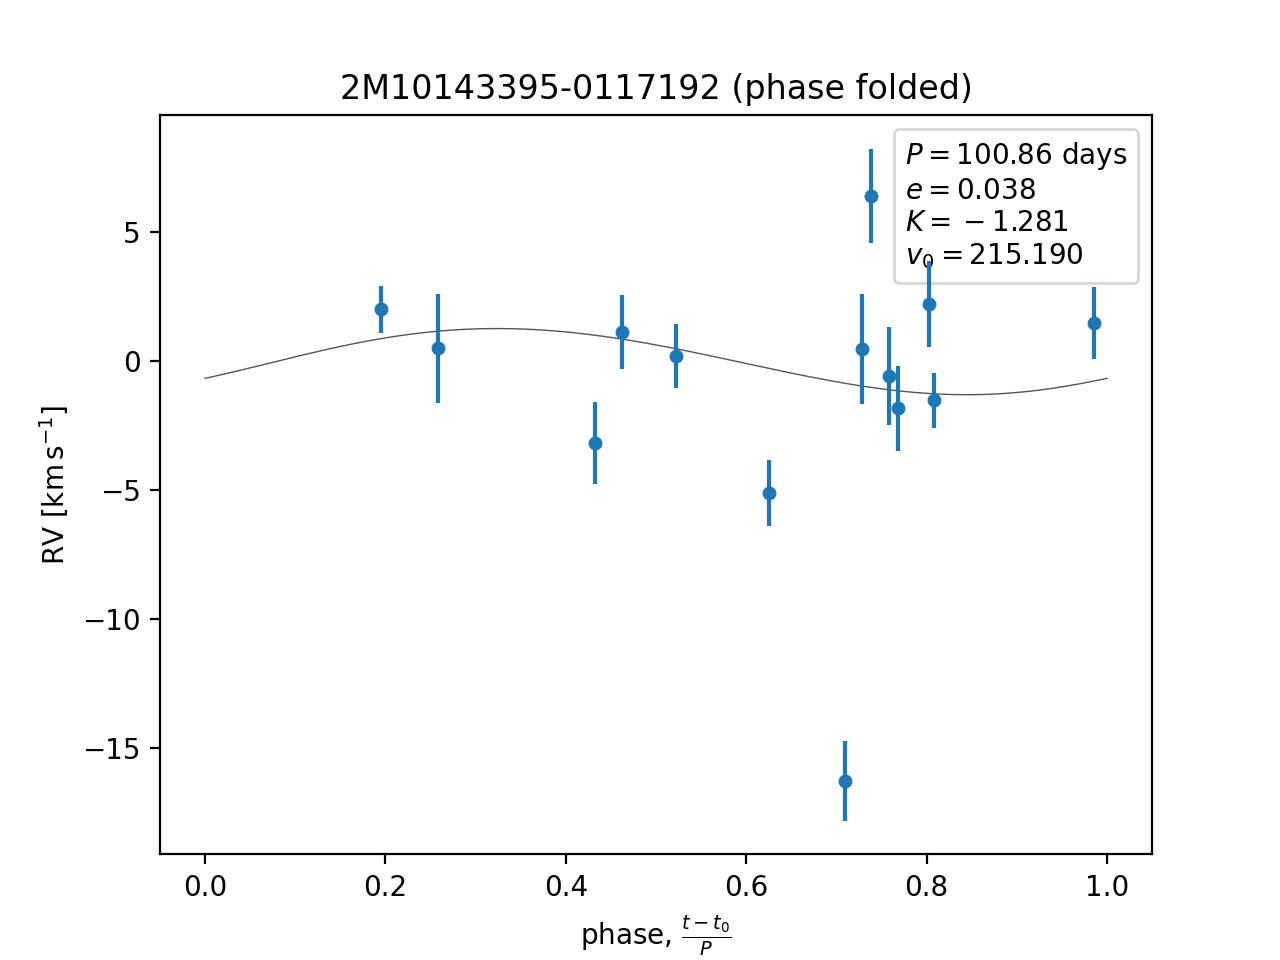 2M10143395-0117192 (phase folded)
P = 100.86 days
e = 0.038
K = −1.281
v₀ = 215.190
RV [km s⁻¹]
5
0
−5
−10
−15
0.0 0.2 0.4 0.6 0.8 1.0
phase, (t − t₀)/P